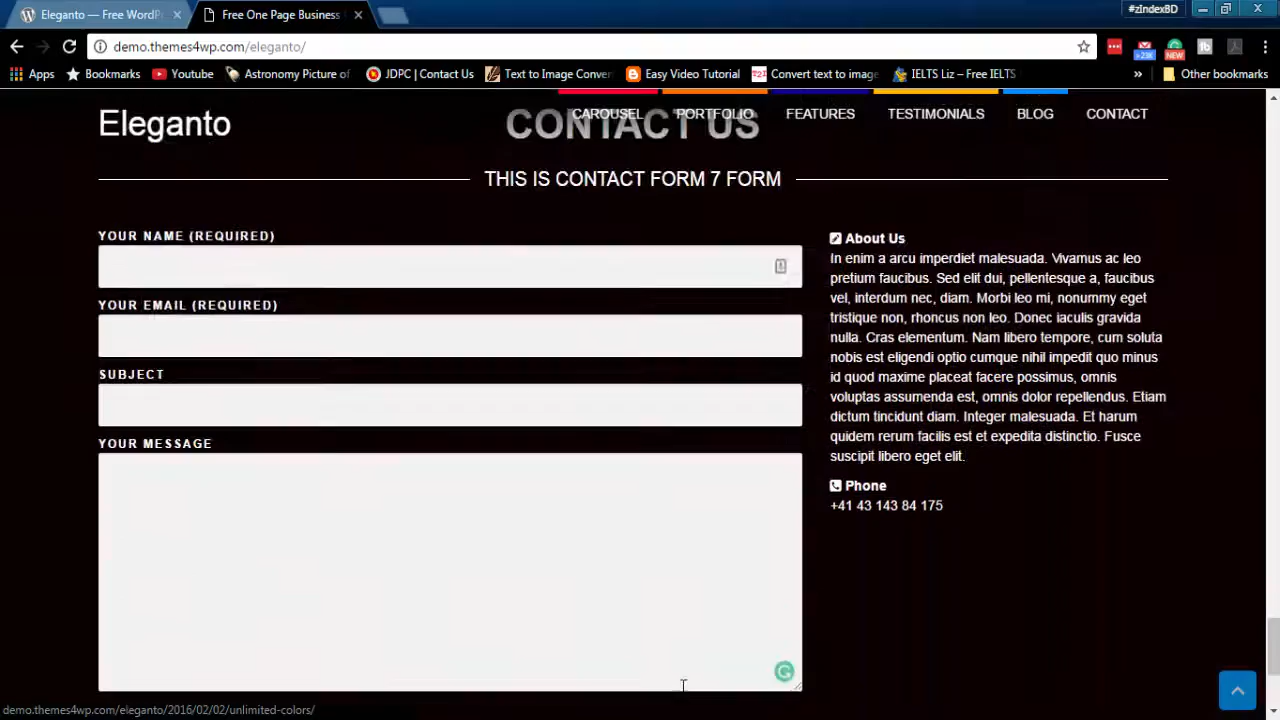 Eleganto — Free WordPr
Free One Page Business
#zIndexBD
demo.themes4wp.com/eleganto/
Apps
Bookmarks
Youtube
Astronomy Picture of
JDPC | Contact Us
Text to Image Conver
Easy Video Tutorial
Convert text to imag
IELTS Liz – Free IELTS
»
Other bookmarks
NEW
Eleganto
CONTACT US
CAROUSEL
PORTFOLIO
FEATURES
TESTIMONIALS
BLOG
CONTACT
THIS IS CONTACT FORM 7 FORM
YOUR NAME (REQUIRED)
YOUR EMAIL (REQUIRED)
SUBJECT
YOUR MESSAGE
About Us
In enim a arcu imperdiet malesuada. Vivamus ac leo
pretium faucibus. Sed elit dui, pellentesque a, faucibus
vel, interdum nec, diam. Morbi leo mi, nonummy eget
tristique non, rhoncus non leo. Donec iaculis gravida
nulla. Cras elementum. Nam libero tempore, cum soluta
nobis est eligendi optio cumque nihil impedit quo minus
id quod maxime placeat facere possimus, omnis
voluptas assumenda est, omnis dolor repellendus. Etiam
dictum tincidunt diam. Integer malesuada. Et harum
quidem rerum facilis est et expedita distinctio. Fusce
suscipit libero eget elit.
Phone
+41 43 143 84 175
demo.themes4wp.com/eleganto/2016/02/02/unlimited-colors/